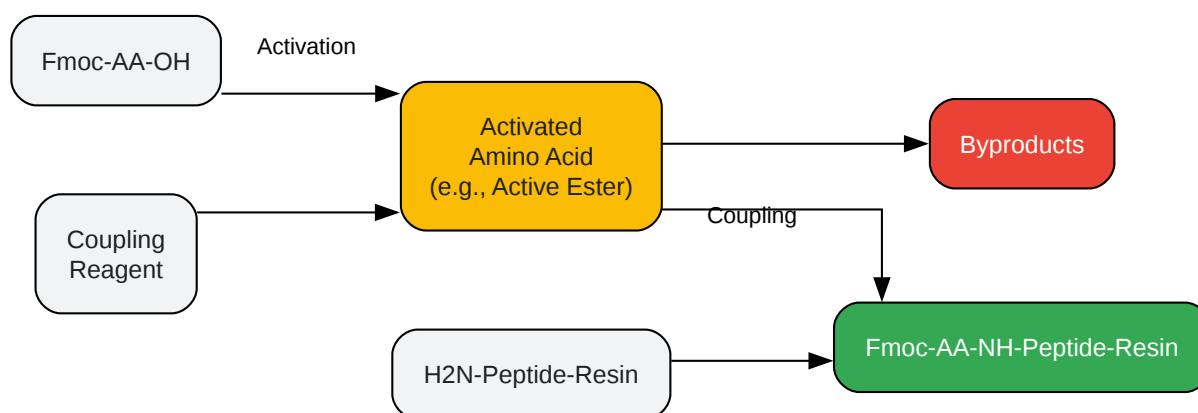 Fmoc-AA-OH
Activation
Activated
Amino Acid
(e.g., Active Ester)
Byproducts
Coupling
Reagent
Coupling
H2N-Peptide-Resin
Fmoc-AA-NH-Peptide-Resin